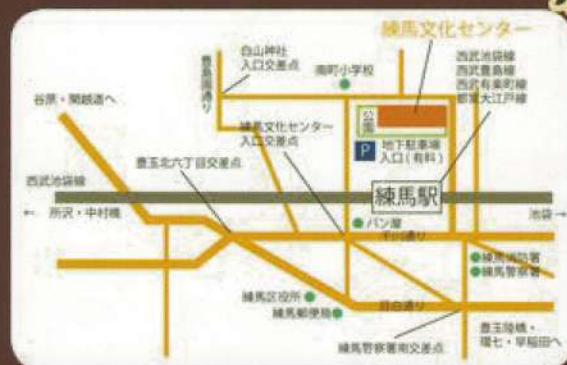 練馬文化センター
白山神社
入口交差点
豊島園通り
南町小学校
西武池袋線
西武豊島線
西武有楽町線
都営大江戸線
谷原・関越道へ
練馬文化センター
入口交差点
公園
P
地下駐車場
入口(有料)
豊玉北六丁目交差点
西武池袋線
練馬駅
← 所沢・中村橋
池袋→
パン屋
千川通り
練馬消防署
練馬警察署
練馬区役所
練馬郵便局
目白通り
豊玉陸橋・
環七・早稲田へ
練馬警察署南交差点